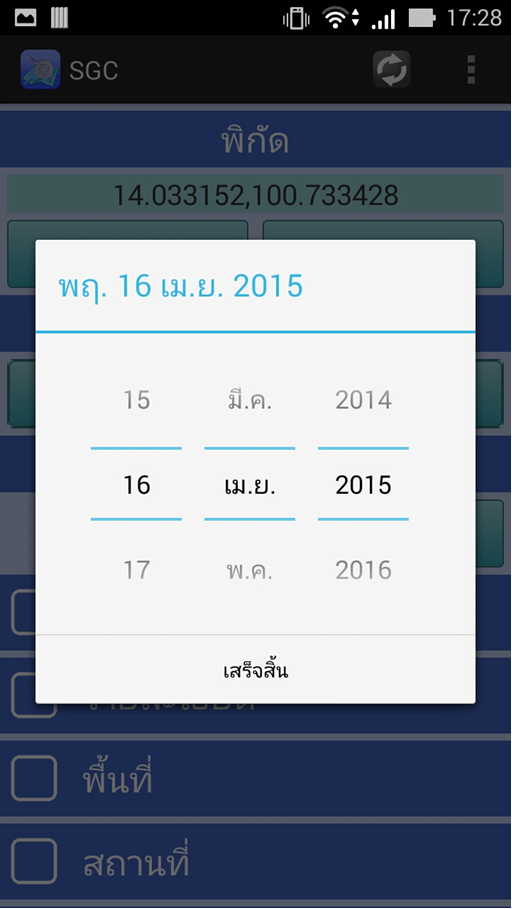 17:28
SGC
พิกัด
14.033152,100.733428
พฤ. 16 เม.ย. 2015
15 มี.ค. 2014
16 เม.ย. 2015
17 พ.ค. 2016
เสร็จสิ้น
พื้นที่
สถานที่